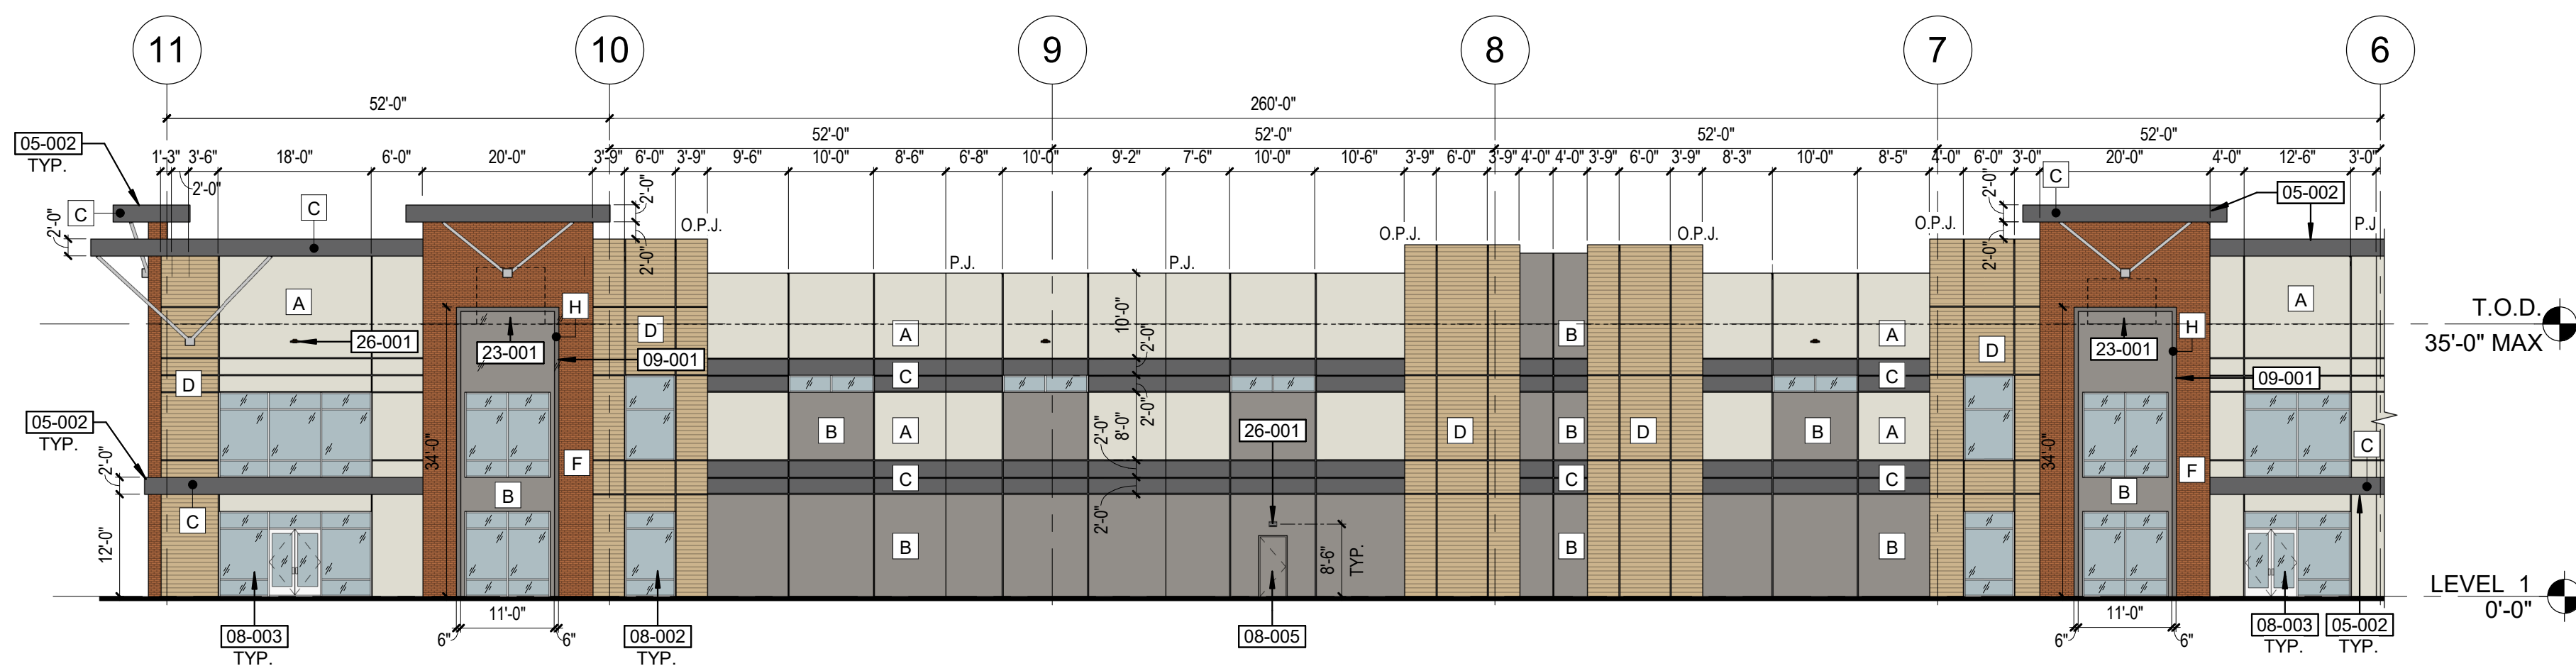 11 10 9 8 7 6
52'-0" 260'-0"
52'-0" 52'-0" 52'-0" 52'-0"
05-002
TYP.
1'-3" 3'-6" 18'-0" 6'-0" 20'-0" 3'-9" 6'-0" 3'-9" 9'-6" 10'-0" 8'-6" 6'-8" 10'-0" 9'-2" 7'-6" 10'-0" 10'-6" 3'-9" 6'-0" 3'-9" 4'-0" 4'-0" 3'-9" 6'-0" 3'-9" 8'-3" 10'-0" 8'-5" 4'-0" 6'-0" 3'-0" 20'-0" 4'-0" 12'-6" 3'-0"
2'-0" 2'-0" 2'-0" C 05-002
C C
2'-0" O.P.J. O.P.J. O.P.J. O.P.J. P.J
2'-0" 2'-0"
P.J. P.J.
A H A
10'-0" T.O.D.
26-001 23-001 09-001 D A 2'-0" B A D 23-001 H 35'-0" MAX
D C C 09-001
05-002
TYP.
B A 8'-0" 2'-0" 2'-0" 26-001 D B D B A
2'-0" 34'-0" F C C C 34'-0" F C
C B 2'-0" B
12'-0" B 8'-6" TYP. B B
LEVEL 1
0'-0"
6" 11'-0" 6" 6" 11'-0" 6"
08-003 08-002 08-005 08-003 05-002
TYP. TYP. TYP. TYP.